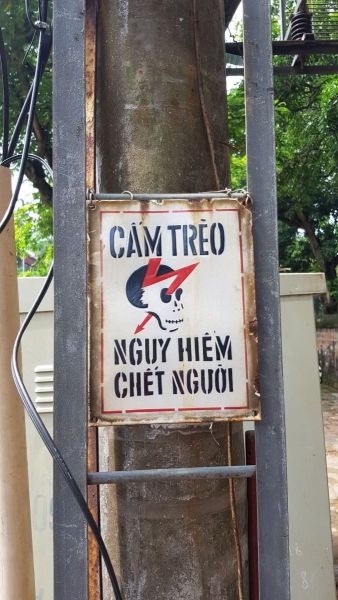 CẤM TRÈO
NGUY HIỂM
CHẾT NGƯỜI